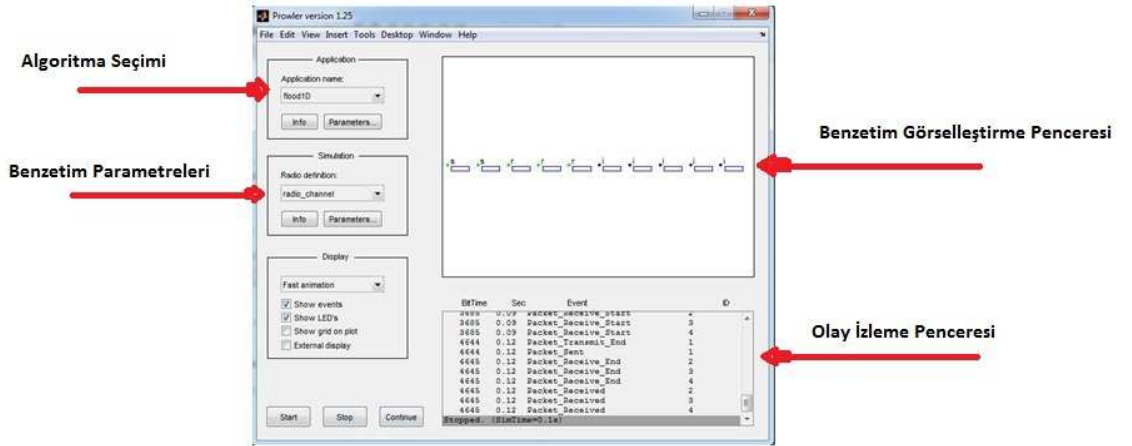 Prowler version 1.25
File Edit View Insert Tools Desktop Window Help
Algoritma Seçimi
Application
Application name:
flood1D
Info Parameters...
Benzetim Parametreleri
Simulation
Radio definition:
radio_channel
Info Parameters...
Display
Fast animation
Show events
Show LED's
Show grid on plot
External display
Start Stop Continue
s s r r r i i i i i
Benzetim Görselleştirme Penceresi
BitTime Sec Event ID
3685 0.09 Packet_Receive_Start 2
3685 0.09 Packet_Receive_Start 3
3685 0.09 Packet_Receive_Start 4
4644 0.12 Packet_Transmit_End 1
4644 0.12 Packet_Sent 1
4645 0.12 Packet_Receive_End 2
4645 0.12 Packet_Receive_End 3
4645 0.12 Packet_Receive_End 4
4645 0.12 Packet_Received 2
4645 0.12 Packet_Received 3
4645 0.12 Packet_Received 4
Stopped. (SimTime=0.1s)
Olay İzleme Penceresi